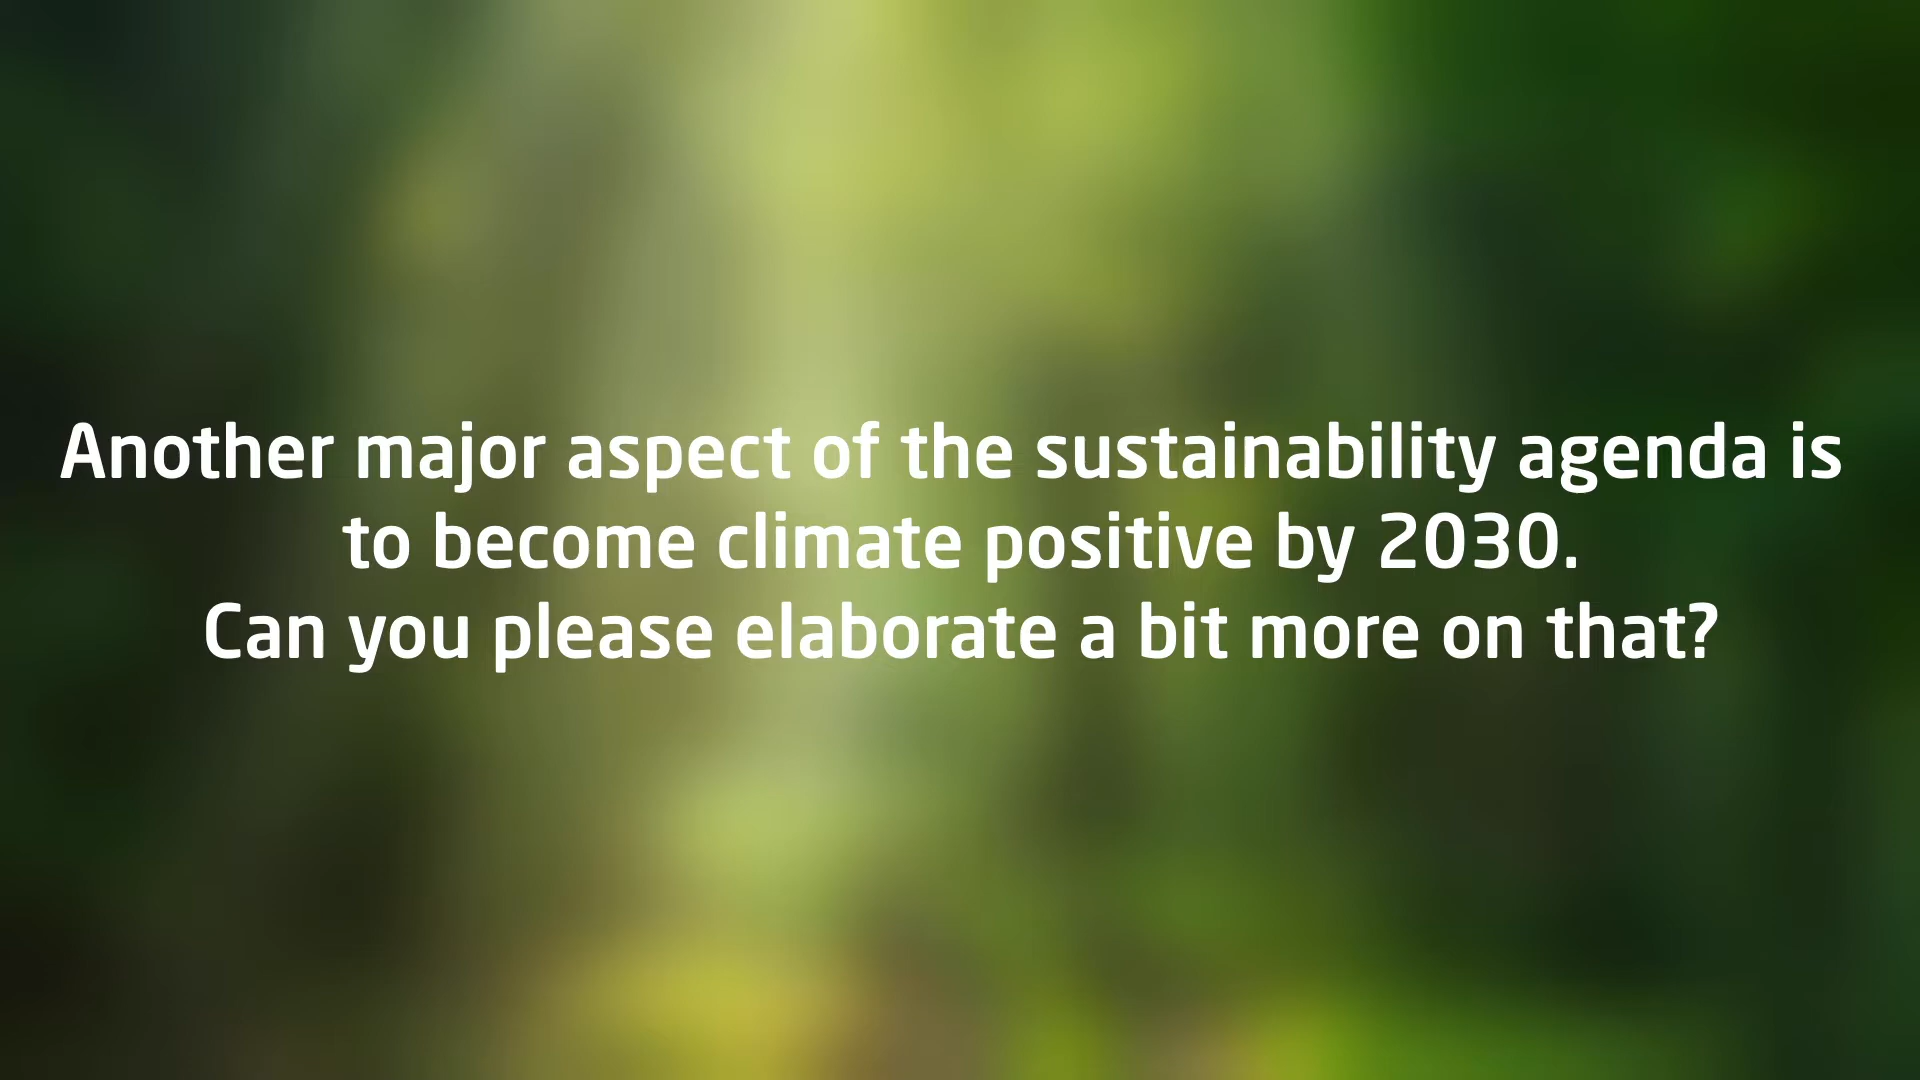 Another major aspect of the sustainability agenda is
to become climate positive by 2030.
Can you please elaborate a bit more on that?